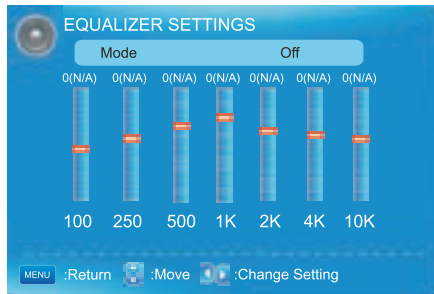 EQUALIZER SETTINGS
Mode Off
0(N/A) 0(N/A) 0(N/A) 0(N/A) 0(N/A) 0(N/A) 0(N/A)
100 250 500 1K 2K 4K 10K
MENU :Return :Move :Change Setting